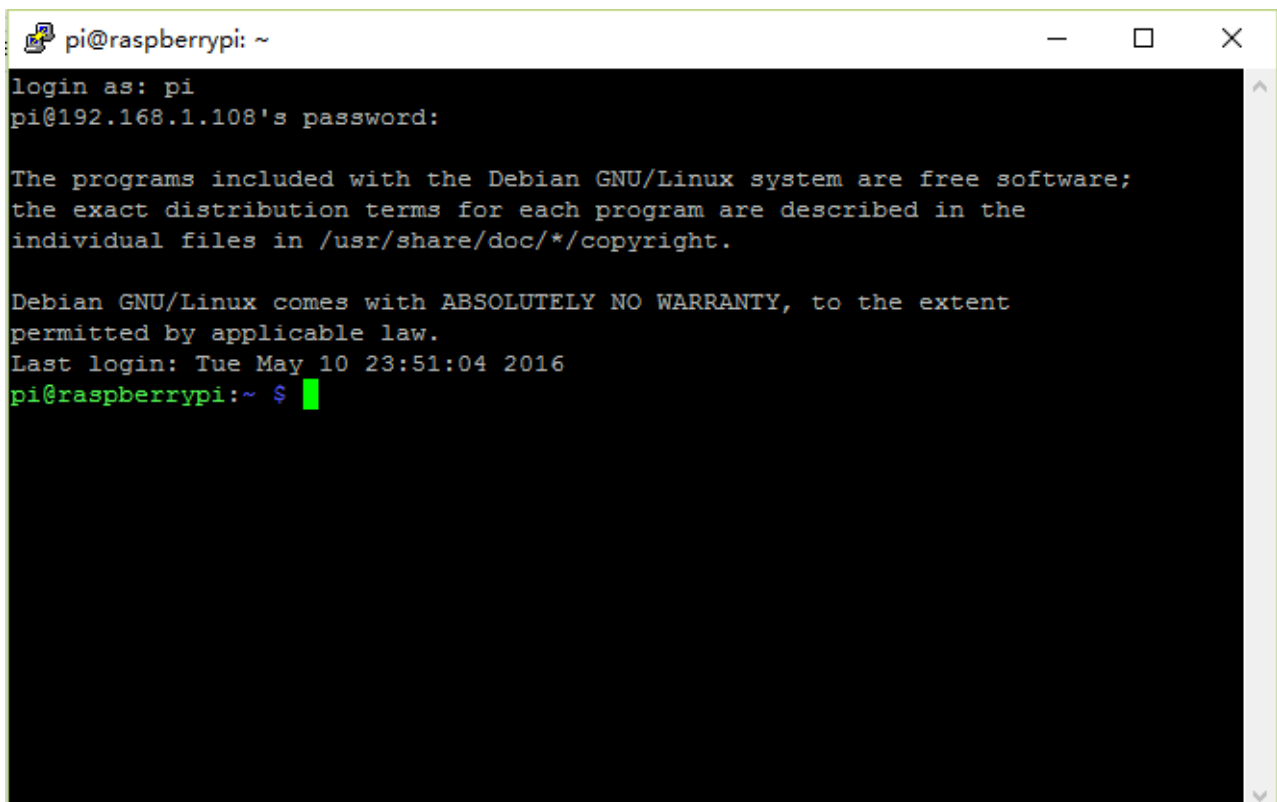 pi@raspberrypi: ~
login as: pi
pi@192.168.1.108's password:
The programs included with the Debian GNU/Linux system are free software;
the exact distribution terms for each program are described in the
individual files in /usr/share/doc/*/copyright.
Debian GNU/Linux comes with ABSOLUTELY NO WARRANTY, to the extent
permitted by applicable law.
Last login: Tue May 10 23:51:04 2016
pi@raspberrypi:~ $